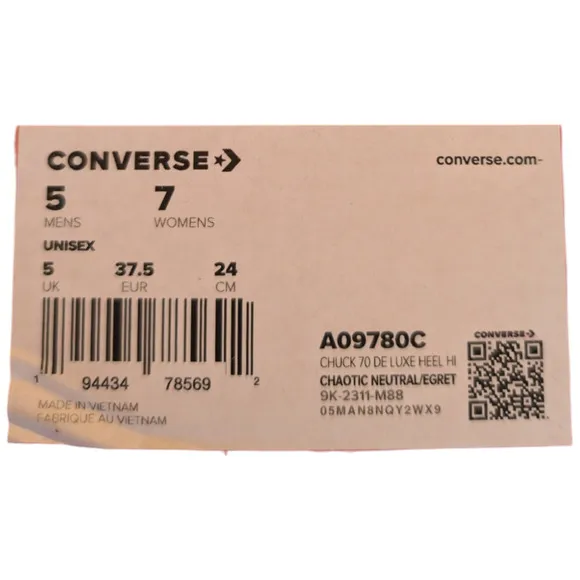 CONVERSE
converse.com-
5 7
MENS WOMENS
UNISEX
5 37.5 24
UK EUR CM
1 94434 78569 2
MADE IN VIETNAM
FABRIQUE AU VIETNAM
A09780C
CHUCK 70 DE LUXE HEEL HI
CHAOTIC NEUTRAL/EGRET
9K-2311-M88
05MAN8NQY2WX9
CONVERSE